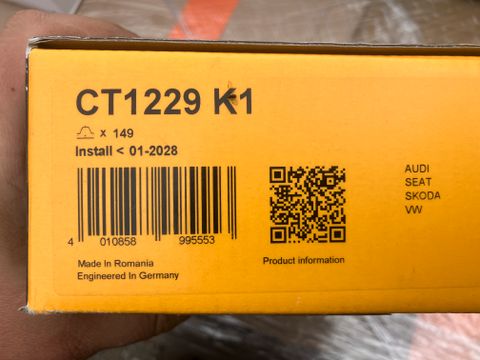 CT1229 K1
x 149
Install < 01-2028
4 010858 995553
Made In Romania
Engineered In Germany
Product information
AUDI
SEAT
SKODA
VW